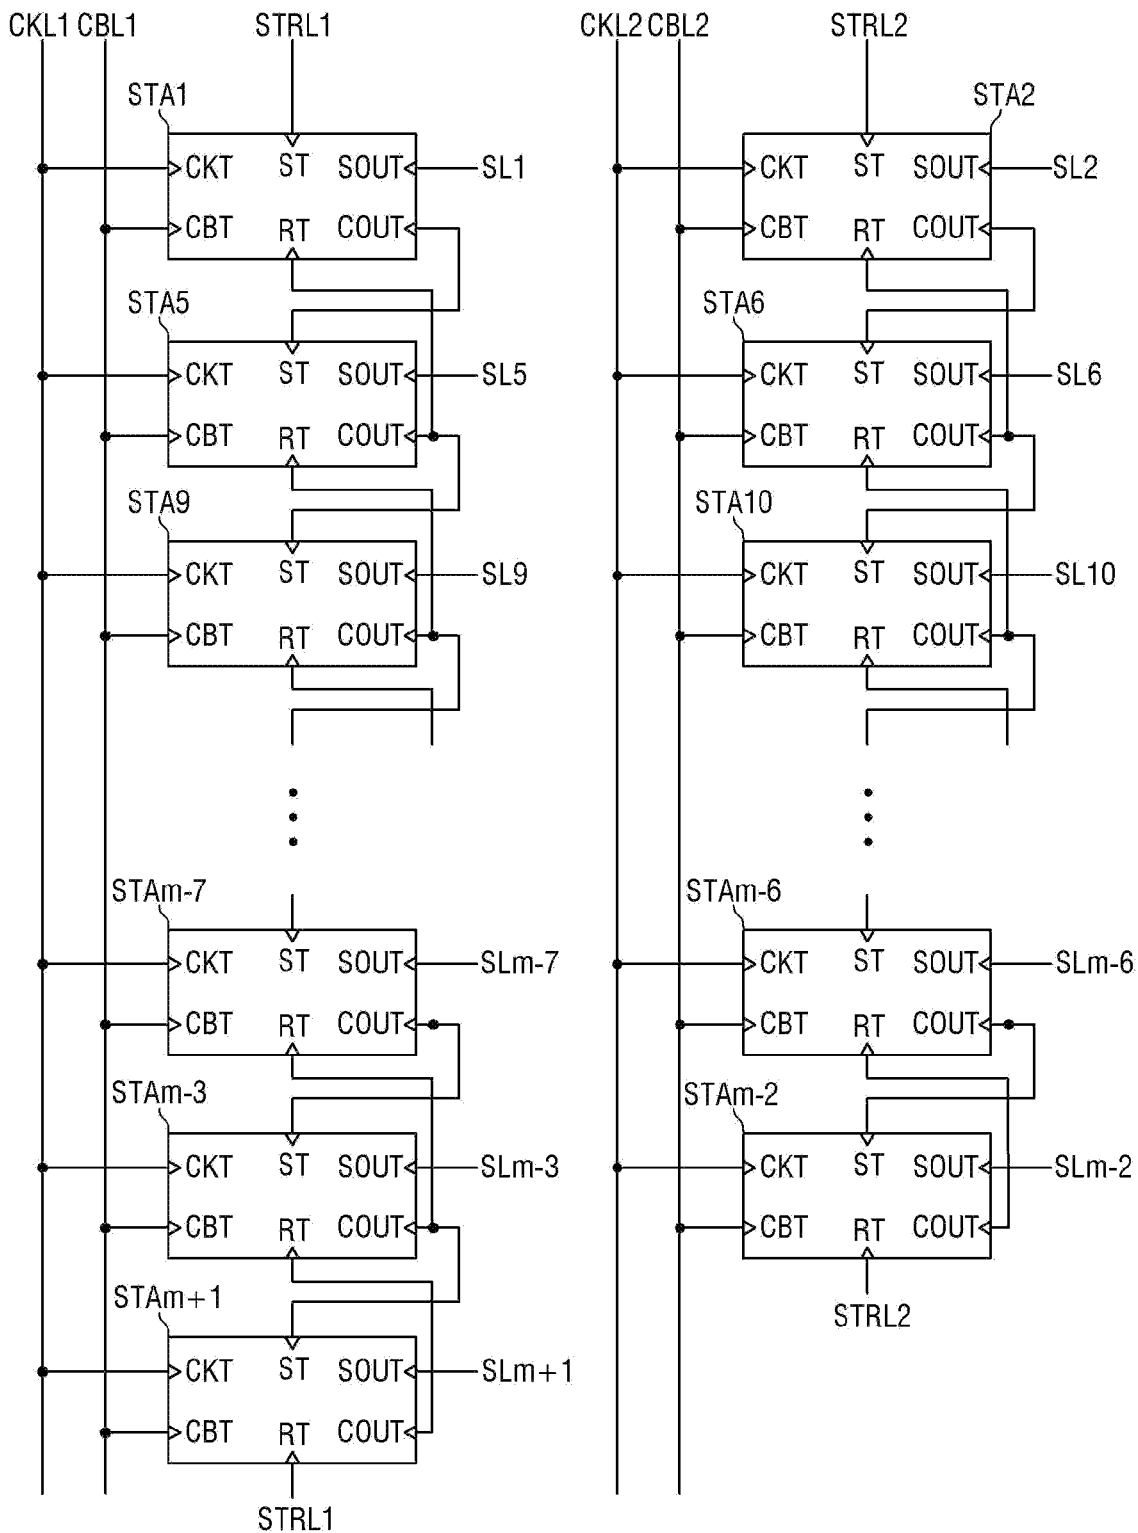 CKL1 CBL1 STRL1 CKL2 CBL2 STRL2
STA1 STA2
CKT ST SOUT SL1 CKT ST SOUT SL2
CBT RT COUT CBT RT COUT
STA5 STA6
CKT ST SOUT SL5 CKT ST SOUT SL6
CBT RT COUT CBT RT COUT
STA9 STA10
CKT ST SOUT SL9 CKT ST SOUT SL10
CBT RT COUT CBT RT COUT
STAm-7 STAm-6
CKT ST SOUT SLm-7 CKT ST SOUT SLm-6
CBT RT COUT CBT RT COUT
STAm-3 STAm-2
CKT ST SOUT SLm-3 CKT ST SOUT SLm-2
CBT RT COUT CBT RT COUT
STAm+1 STRL2
CKT ST SOUT SLm+1
CBT RT COUT
STRL1